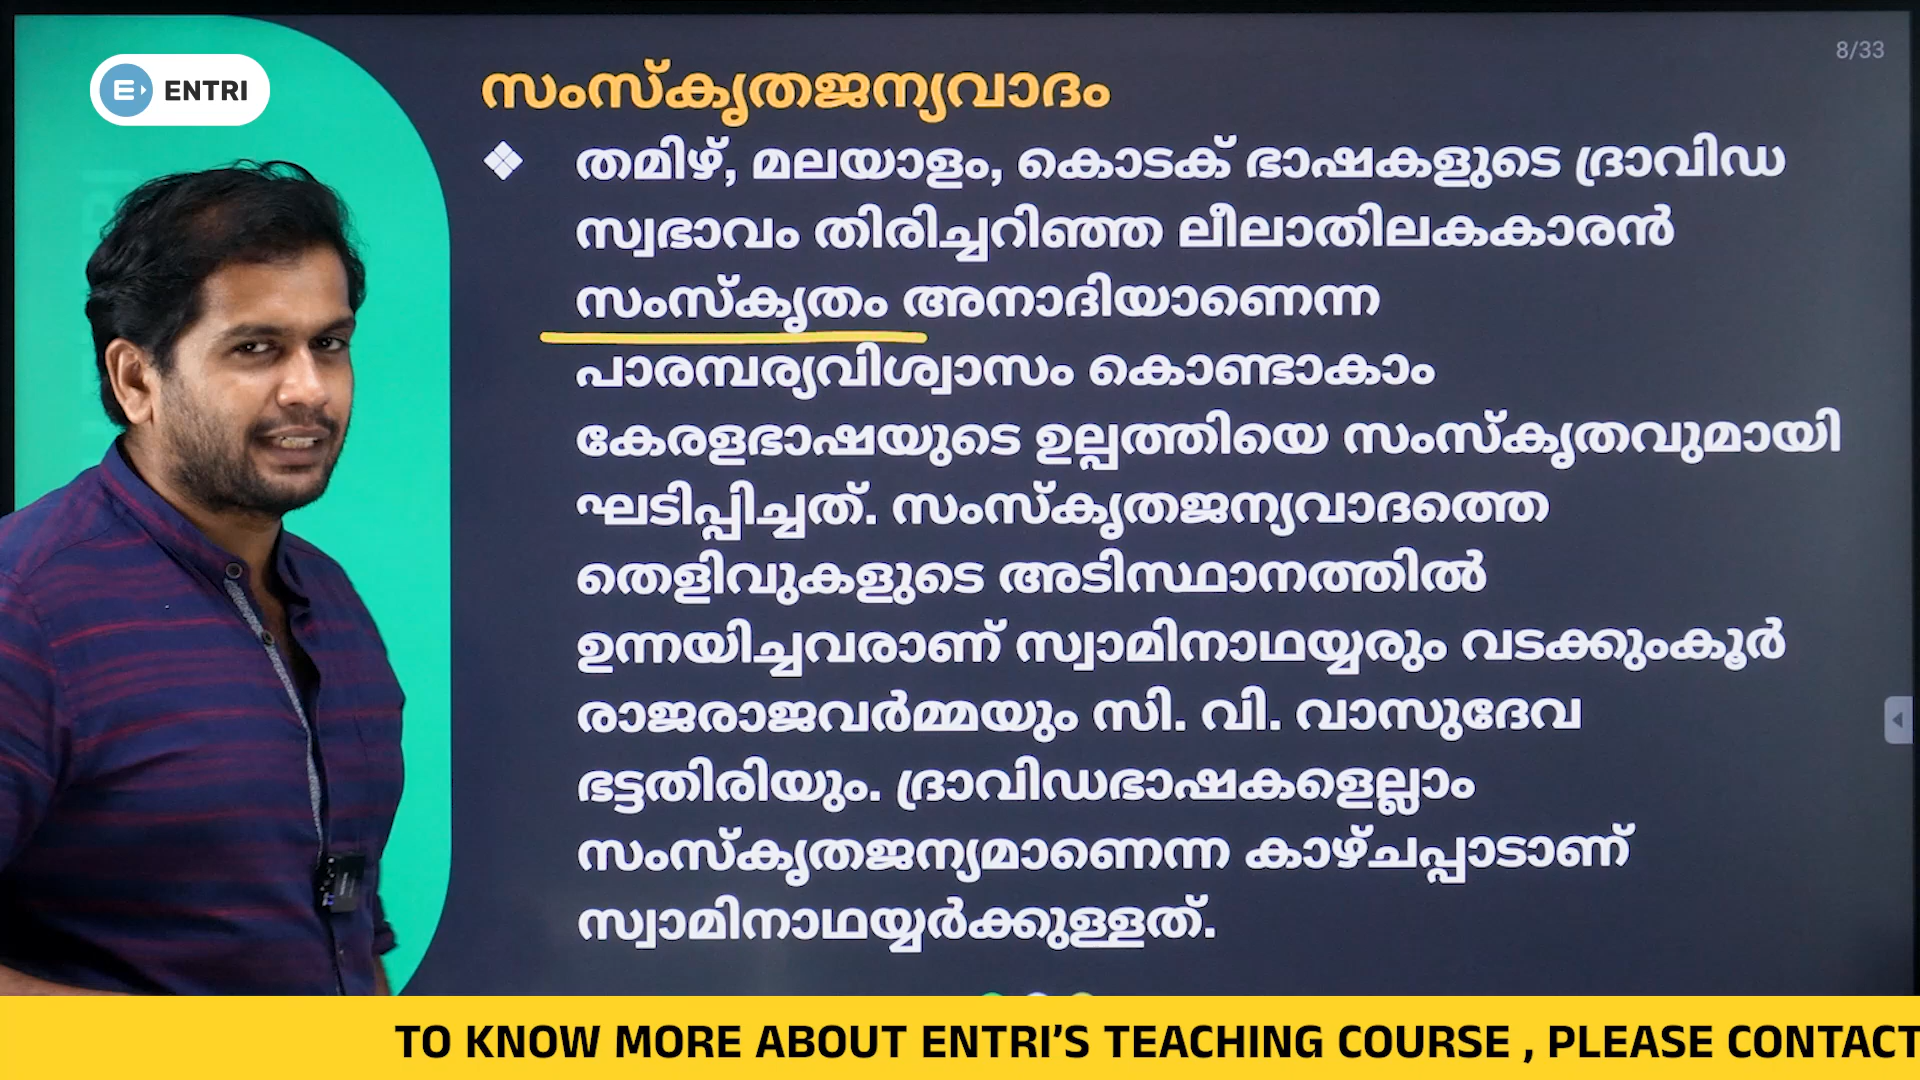 8/33
ENTRI
സംസ്കൃതജന്യവാദം
❖ തമിഴ്, മലയാളം, കൊടക് ഭാഷകളുടെ ദ്രാവിഡ
സ്വഭാവം തിരിച്ചറിഞ്ഞ ലീലാതിലകകാരൻ
സംസ്കൃതം അനാദിയാണെന്ന
പാരമ്പര്യവിശ്വാസം കൊണ്ടാകാം
കേരളഭാഷയുടെ ഉല്പത്തിയെ സംസ്കൃതവുമായി
ഘടിപ്പിച്ചത്. സംസ്കൃതജന്യവാദത്തെ
തെളിവുകളുടെ അടിസ്ഥാനത്തിൽ
ഉന്നയിച്ചവരാണ് സ്വാമിനാഥയ്യരും വടക്കുംകൂർ
രാജരാജവർമ്മയും സി. വി. വാസുദേവ
ഭട്ടതിരിയും. ദ്രാവിഡഭാഷകളെല്ലാം
സംസ്കൃതജന്യമാണെന്ന കാഴ്ചപ്പാടാണ്
സ്വാമിനാഥയ്യർക്കുള്ളത്.
TO KNOW MORE ABOUT ENTRI’S TEACHING COURSE , PLEASE CONTACT